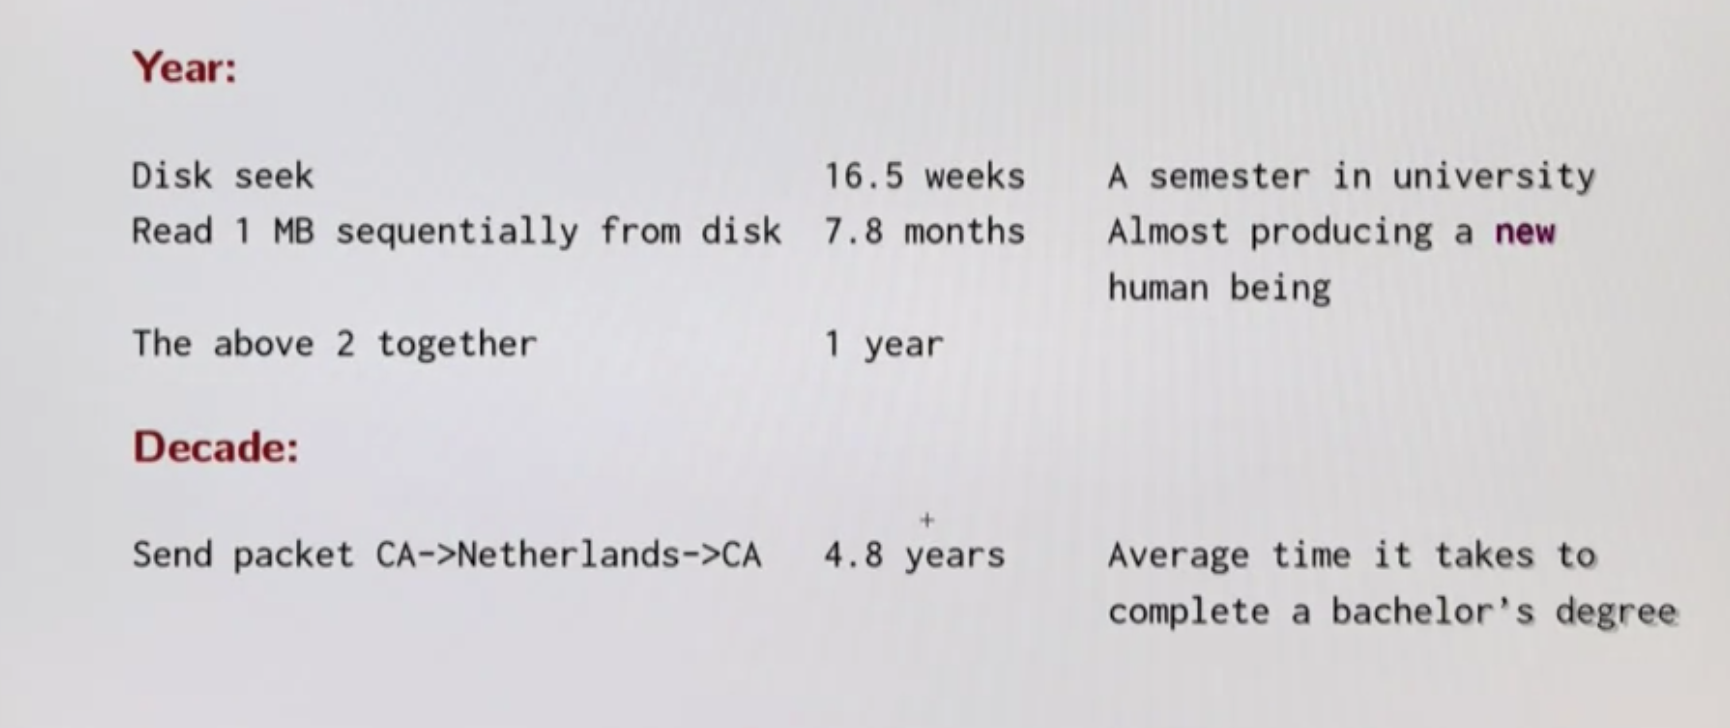 Year:
Disk seek 16.5 weeks A semester in university
Read 1 MB sequentially from disk 7.8 months Almost producing a new
human being
The above 2 together 1 year
Decade:
+
Send packet CA->Netherlands->CA 4.8 years Average time it takes to
complete a bachelor's degree